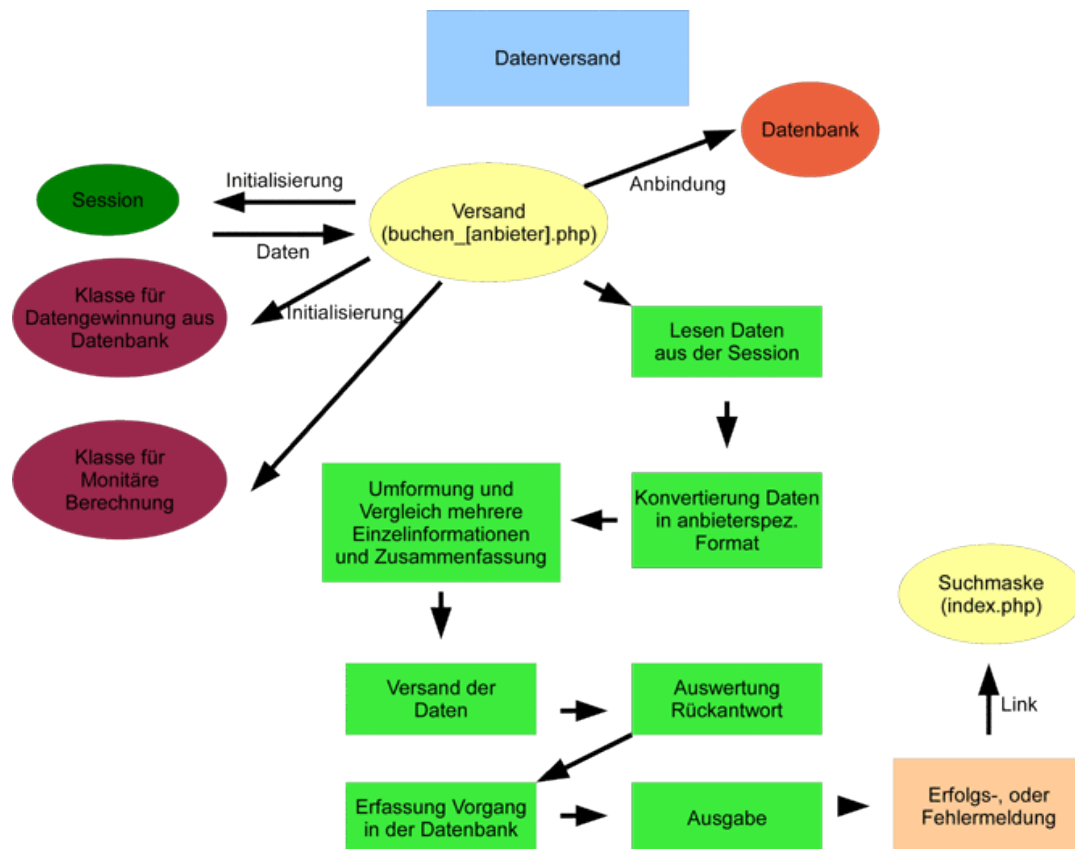 Datenversand
Datenbank
Anbindung
Initialisierung
Session
Versand
(buchen_[anbieter].php)
Daten
Klasse für
Datengewinnung aus
Datenbank
Initialisierung
Lesen Daten
aus der Session
Klasse für
Monitäre
Berechnung
Umformung und
Vergleich mehrere
Einzelinformationen
und Zusammenfassung
Konvertierung Daten
in anbieterspez.
Format
Suchmaske
(index.php)
Versand der
Daten
Auswertung
Rückantwort
Link
Erfassung Vorgang
in der Datenbank
Ausgabe
Erfolgs-, oder
Fehlermeldung